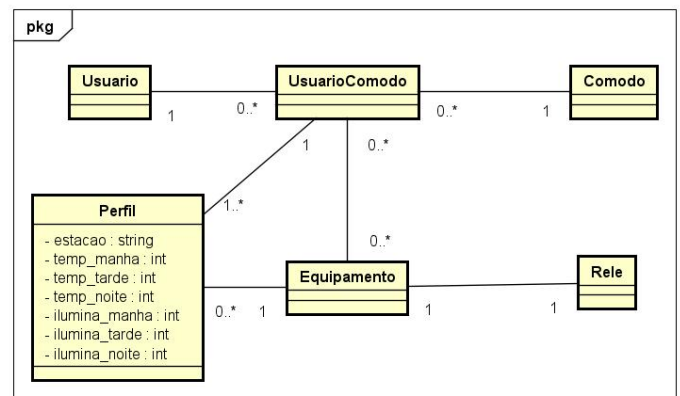 pkg
Usuario
UsuarioComodo
Comodo
1
0..*
0..*
1
1
0..*
1..*
0..*
Perfil
- estacao : string
- temp_manha : int
- temp_tarde : int
- temp_noite : int
- ilumina_manha : int
- ilumina_tarde : int
- ilumina_noite : int
Equipamento
Rele
0..*
1
1
1